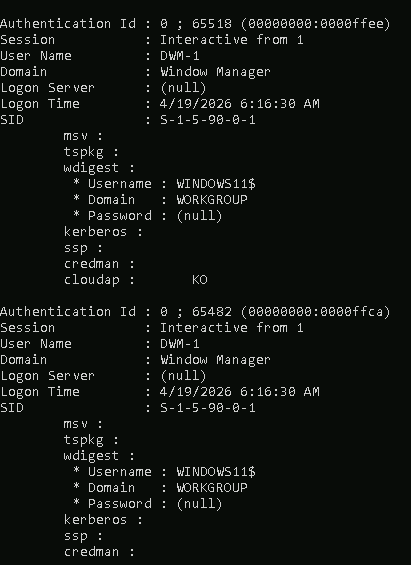 Authentication Id : 0 ; 65518 (00000000:0000ffee)
Session           : Interactive from 1
User Name         : DWM-1
Domain            : Window Manager
Logon Server      : (null)
Logon Time        : 4/19/2026 6:16:30 AM
SID               : S-1-5-90-0-1
        msv :
        tspkg :
        wdigest :
         * Username : WINDOWS11$
         * Domain   : WORKGROUP
         * Password : (null)
        kerberos :
        ssp :
        credman :
        cloudap :       KO
Authentication Id : 0 ; 65482 (00000000:0000ffca)
Session           : Interactive from 1
User Name         : DWM-1
Domain            : Window Manager
Logon Server      : (null)
Logon Time        : 4/19/2026 6:16:30 AM
SID               : S-1-5-90-0-1
        msv :
        tspkg :
        wdigest :
         * Username : WINDOWS11$
         * Domain   : WORKGROUP
         * Password : (null)
        kerberos :
        ssp :
        credman :